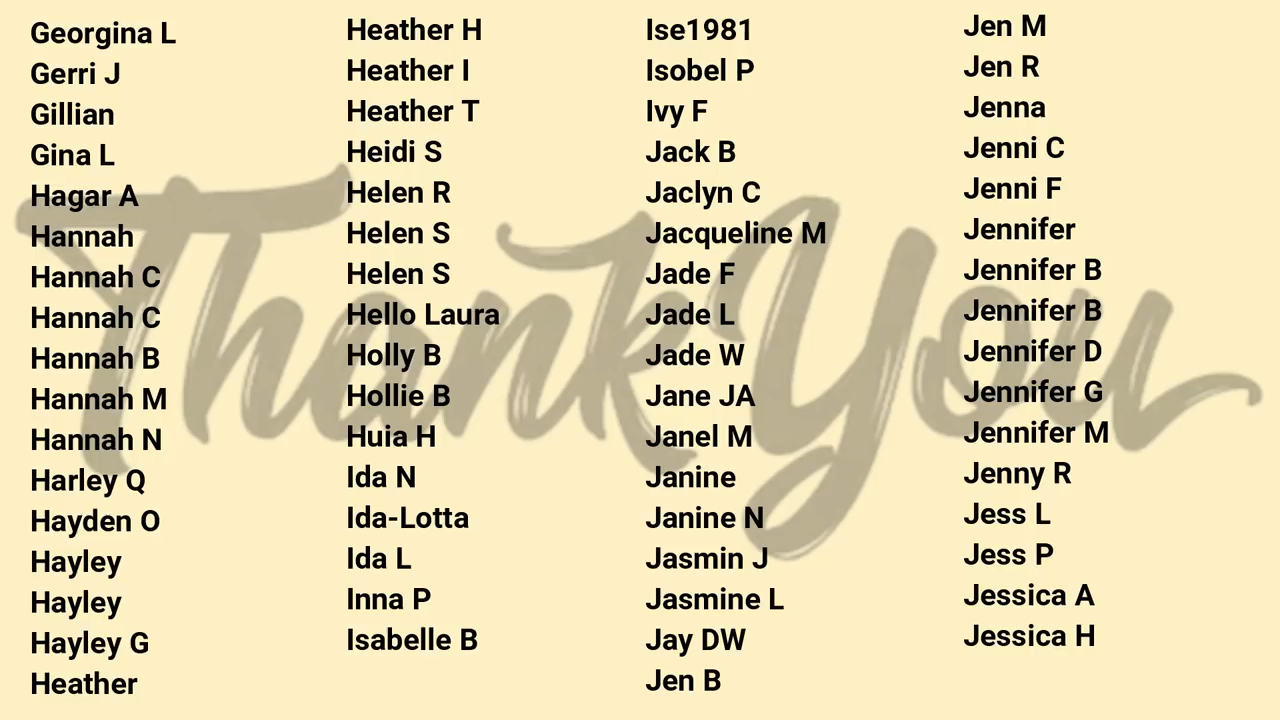 Georgina L
Gerri J
Gillian
Gina L
Hagar A
Hannah
Hannah C
Hannah C
Hannah B
Hannah M
Hannah N
Harley Q
Hayden O
Hayley
Hayley
Hayley G
Heather
Heather H
Heather I
Heather T
Heidi S
Helen R
Helen S
Helen S
Hello Laura
Holly B
Hollie B
Huia H
Ida N
Ida-Lotta
Ida L
Inna P
Isabelle B
Ise1981
Isobel P
Ivy F
Jack B
Jaclyn C
Jacqueline M
Jade F
Jade L
Jade W
Jane JA
Janel M
Janine
Janine N
Jasmin J
Jasmine L
Jay DW
Jen B
Jen M
Jen R
Jenna
Jenni C
Jenni F
Jennifer
Jennifer B
Jennifer B
Jennifer D
Jennifer G
Jennifer M
Jenny R
Jess L
Jess P
Jessica A
Jessica H
Thank You